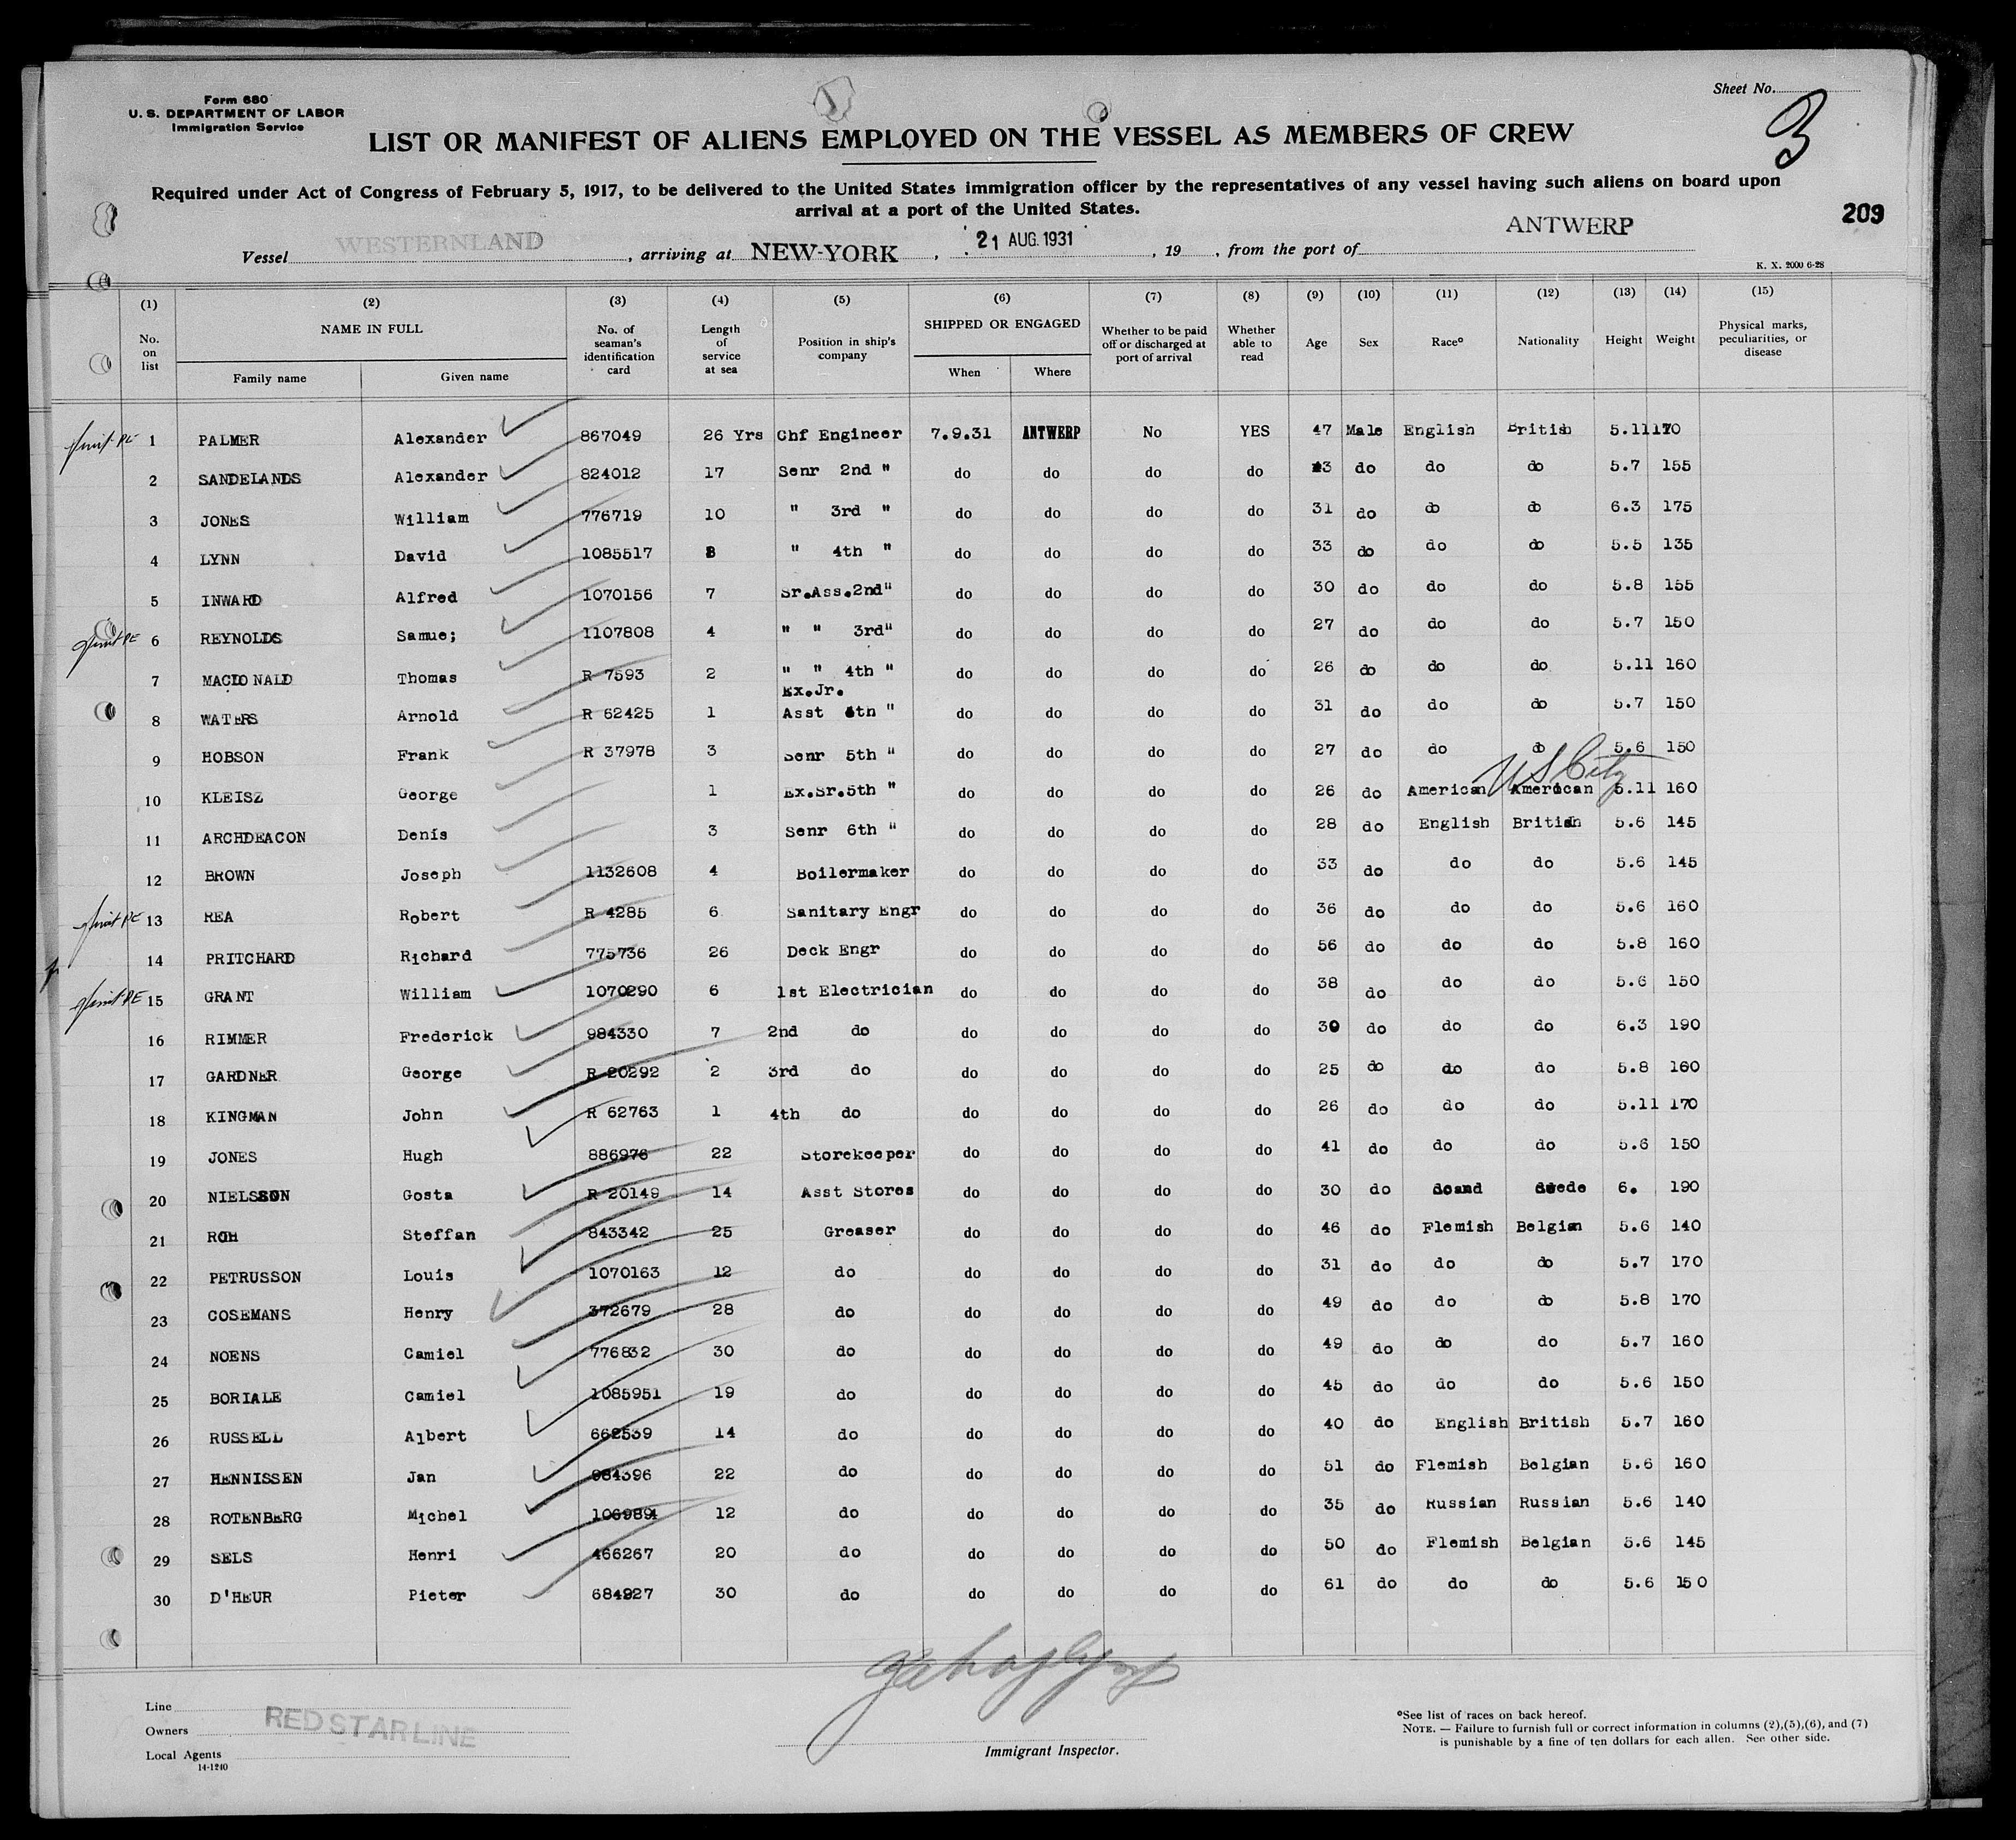 Form 680
U. S. DEPARTMENT OF LABOR
Immigration Service
Sheet No.
3
LIST OR MANIFEST OF ALIENS EMPLOYED ON THE VESSEL AS MEMBERS OF CREW
Required under Act of Congress of February 5, 1917, to be delivered to the United States immigration officer by the representatives of any vessel having such aliens on board upon
arrival at a port of the United States.
209
Vessel WESTERNLAND, arriving at NEW-YORK, 21 AUG. 1931, 19, from the port of ANTWERP
K. X. 2000 6-28
(1) (2) (3) (4) (5) (6) (7) (8) (9) (10) (11) (12) (13) (14) (15)
No. on list NAME IN FULL Family name Given name No. of seaman's identification card Length of service at sea Position in ship's company SHIPPED OR ENGAGED When Where Whether to be paid off or discharged at port of arrival Whether able to read Age Sex Race° Nationality Height Weight Physical marks, peculiarities, or disease
1 PALMER Alexander 867049 26 Yrs Chf Engineer 7.9.31 ANTWERP No YES 47 Male English British 5.11 170
2 SANDELANDS Alexander 824012 17 Senr 2nd " do do do do 43 do do do 5.7 155
3 JONES William 776719 10 " 3rd " do do do do 31 do do do 6.3 175
4 LYNN David 1085517 8 " 4th " do do do do 33 do do do 5.5 135
5 INWARD Alfred 1070156 7 Sr.Ass.2nd" do do do do 30 do do do 5.8 155
6 REYNOLDS Samue; 1107808 4 " " 3rd" do do do do 27 do do do 5.7 150
7 MACDONALD Thomas R 7593 2 " " 4th " do do do do 26 do do do 5.11 160
8 WATERS Arnold R 62425 1 Ex.Jr. Asst 6th " do do do do 31 do do do 5.7 150
9 HOBSON Frank R 37978 3 Senr 5th " do do do do 27 do do do 5.6 150
US City
10 KLEISZ George 1 Ex.Sr.5th " do do do do 26 do American American 5.11 160
11 ARCHDEACON Denis 3 Senr 6th " do do do do 28 do English British 5.6 145
12 BROWN Joseph 1132608 4 Boilermaker do do do do 33 do do do 5.6 145
13 REA Robert R 4285 6 Sanitary Engr do do do do 36 do do do 5.6 160
14 PRITCHARD Richard 775736 26 Deck Engr do do do do 56 do do do 5.8 160
15 GRANT William 1070290 6 1st Electrician do do do do 38 do do do 5.6 150
16 RIMMER Frederick 984330 7 2nd do do do do do 30 do do do 6.3 190
17 GARDNER George R 20292 2 3rd do do do do do 25 do do do 5.8 160
18 KINGMAN John R 62763 1 4th do do do do do 26 do do do 5.11 170
19 JONES Hugh 886976 22 Storekeeper do do do do 41 do do do 5.6 150
20 NIELSSON Gosta R 20149 14 Asst Stores do do do do 30 do Scand Swede 6. 190
21 ROH Steffan 843342 25 Greaser do do do do 46 do Flemish Belgian 5.6 140
22 PETRUSSON Louis 1070163 12 do do do do do 31 do do do 5.7 170
23 COSEMANS Henry 372679 28 do do do do do 49 do do do 5.8 170
24 NOENS Camiel 776832 30 do do do do do 49 do do do 5.7 160
25 BORIALE Camiel 1085951 19 do do do do do 45 do do do 5.6 150
26 RUSSELL Albert 662539 14 do do do do do 40 do English British 5.7 160
27 HENNISSEN Jan 984396 22 do do do do do 51 do Flemish Belgian 5.6 160
28 ROTENBERG Michel 1069894 12 do do do do do 35 do Russian Russian 5.6 140
29 SELS Henri 466267 20 do do do do do 50 do Flemish Belgian 5.6 145
30 D'HEUR Pieter 684927 30 do do do do do 61 do do do 5.6 150
Line
Owners RED STAR LINE
Local Agents
14-1240
Immigrant Inspector.
°See list of races on back hereof.
NOTE. — Failure to furnish full or correct information in columns (2),(5),(6), and (7)
is punishable by a fine of ten dollars for each alien. See other side.